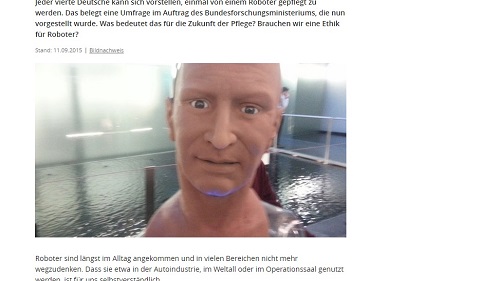 Jeder vierte Deutsche kann sich vorstellen, einmal von einem Roboter gepflegt zu
werden. Das belegt eine Umfrage im Auftrag des Bundesforschungsministeriums, die nun
vorgestellt wurde. Was bedeutet das für die Zukunft der Pflege? Brauchen wir eine Ethik
für Roboter?
Stand: 11.09.2015 | Bildnachweis
Roboter sind längst im Alltag angekommen und in vielen Bereichen nicht mehr
wegzudenken. Dass sie etwa in der Autoindustrie, im Weltall oder im Operationssaal genutzt
werden, ist für uns selbstverständlich.